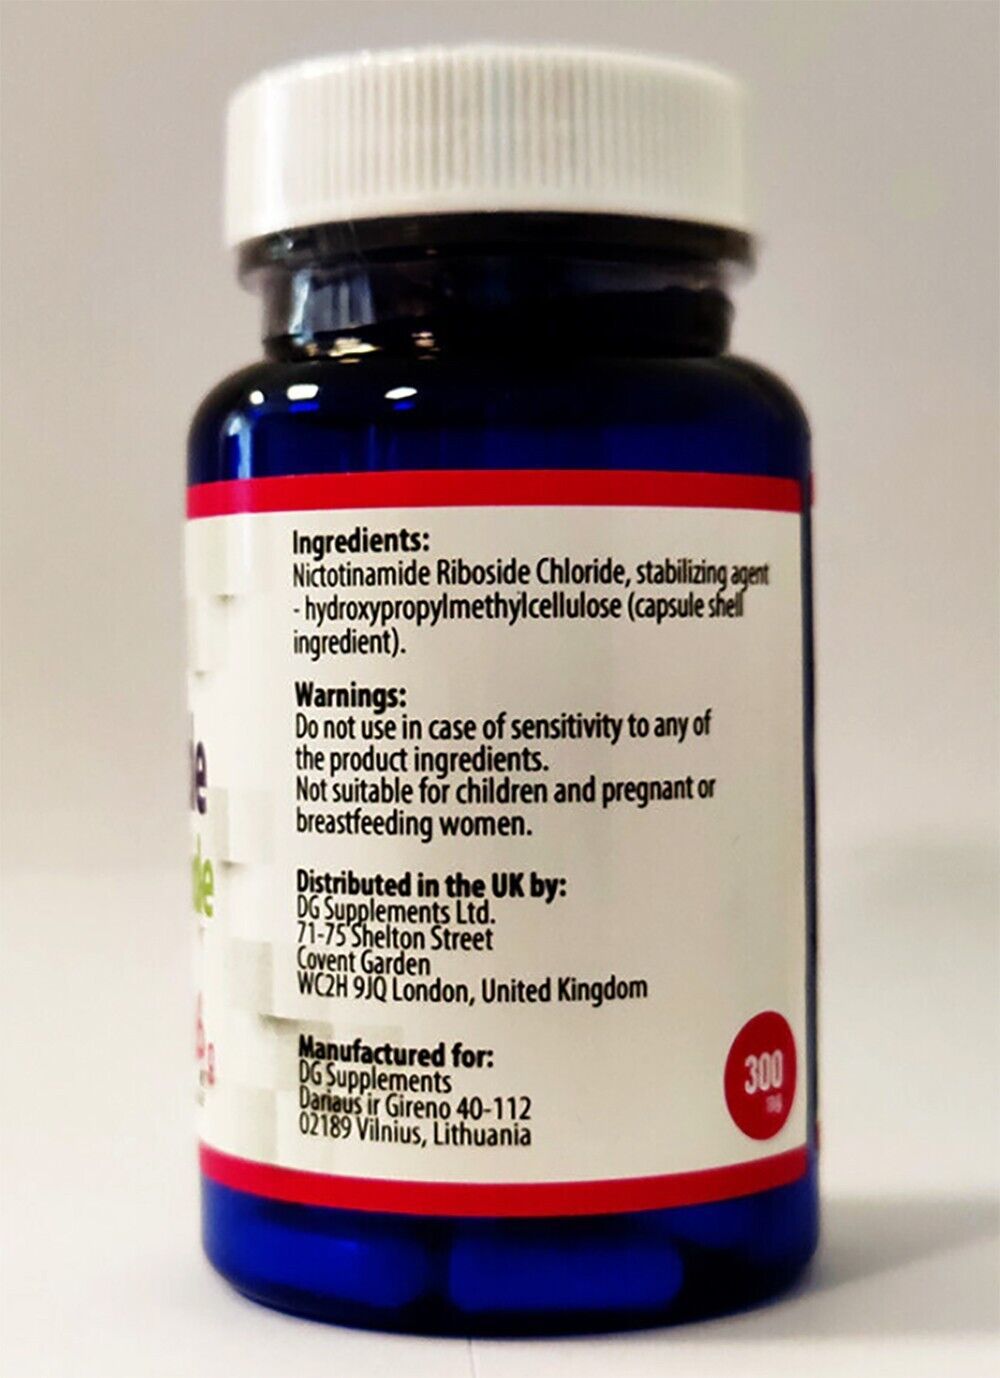 Ingredients:
Nictotinamide Riboside Chloride, stabilizing agent
- hydroxypropylmethylcellulose (capsule shell
ingredient).
Warnings:
Do not use in case of sensitivity to any of
the product ingredients.
Not suitable for children and pregnant or
breastfeeding women.
Distributed in the UK by:
DG Supplements Ltd.
71-75 Shelton Street
Covent Garden
WC2H 9JQ London, United Kingdom
Manufactured for:
DG Supplements
Dariaus ir Gireno 40-112
02189 Vilnius, Lithuania
300
mg